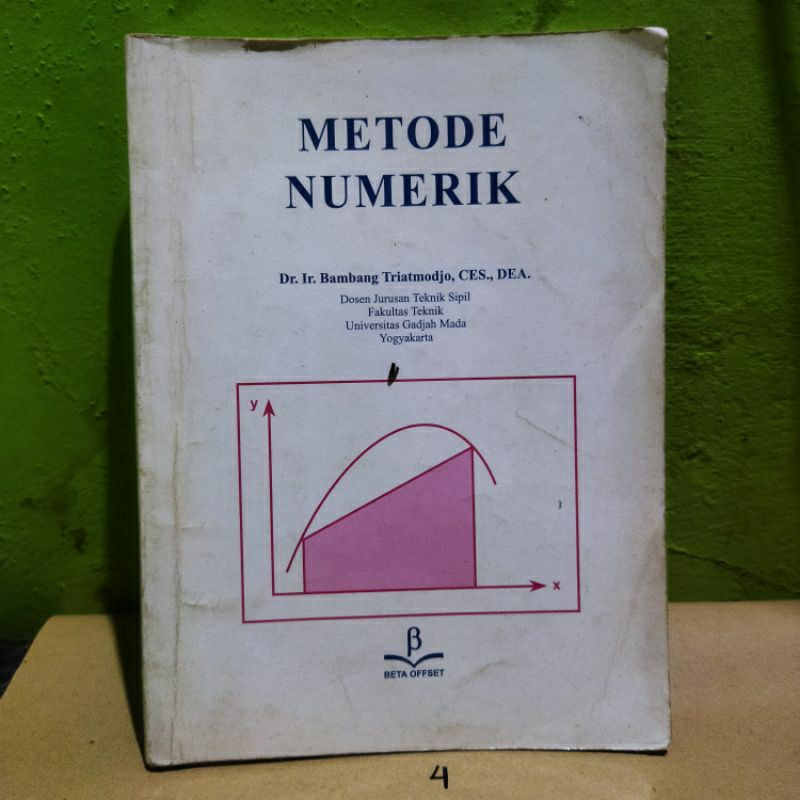 METODE
NUMERIK
Dr. Ir. Bambang Triatmodjo, CES., DEA.
Dosen Jurusan Teknik Sipil
Fakultas Teknik
Universitas Gadjah Mada
Yogyakarta
y
x
β
BETA OFFSET
4